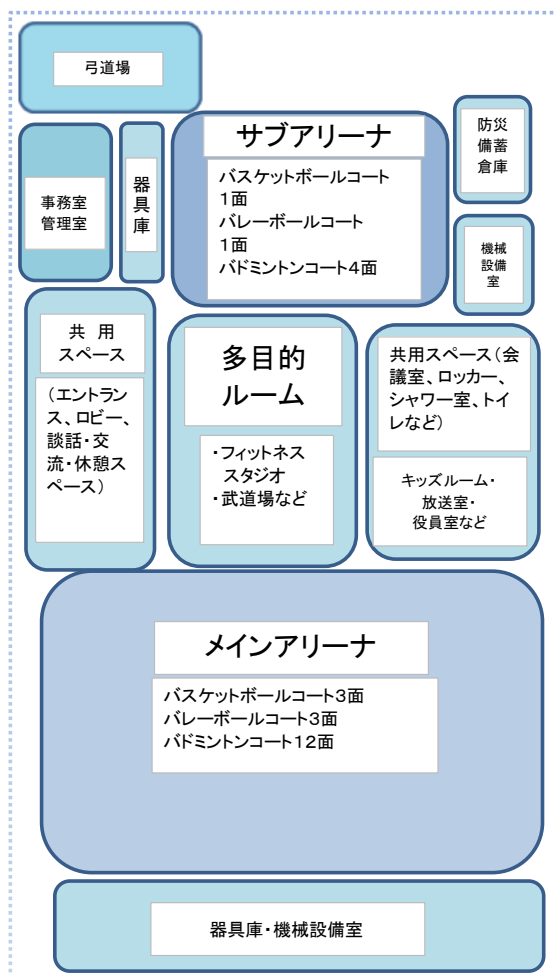 弓道場
事務室
管理室
器
具
庫
サブアリーナ
バスケットボールコート
1面
バレーボールコート
1面
バドミントンコート4面
防災
備蓄
倉庫
機械
設備
室
共 用
スペース
（エントラン
ス、ロビー、
談話・交
流・休憩ス
ペース）
多目的
ルーム
・フィットネス
スタジオ
・武道場など
共用スペース（会
議室、ロッカー、
シャワー室、トイ
レなど）
キッズルーム・
放送室・
役員室など
メインアリーナ
バスケットボールコート3面
バレーボールコート3面
バドミントンコート12面
器具庫・機械設備室